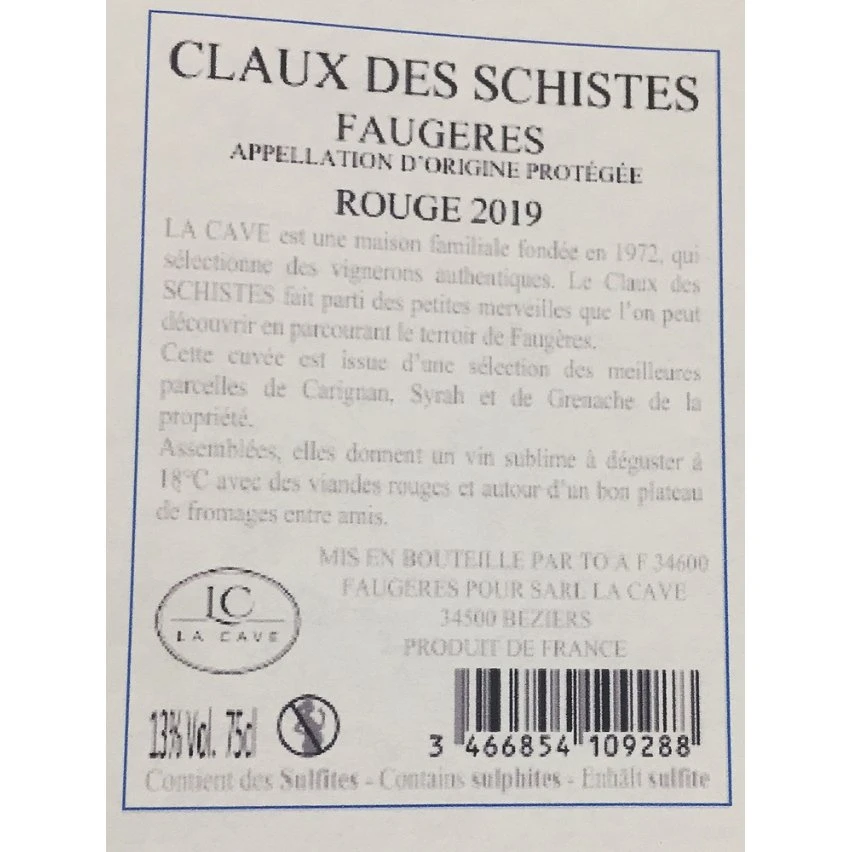 CLAUX DES SCHISTES
FAUGERES
APPELLATION D'ORIGINE PROTÉGÉE
ROUGE 2019
LA CAVE est une maison familiale fondée en 1972, qui
sélectionne des vignerons authentiques. Le Claux des
SCHISTES fait parti des petites merveilles que l'on peut
découvrir en parcourant le terroir de Faugères.
Cette cuvée est issue d'une sélection des meilleures
parcelles de Carignan, Syrah et de Grenache de la
propriété.
Assemblées, elles donnent un vin sublime à déguster à
18°C avec des viandes rouges et autour d'un bon plateau
de fromages entre amis.
MIS EN BOUTEILLE PAR TO A F 34600
FAUGERES POUR SARL LA CAVE
34500 BEZIERS
PRODUIT DE FRANCE
LC
LA CAVE
13% Vol. 75cl
3 466854 109288
Contient des Sulfites - Contains sulphites - Enhält sulfite